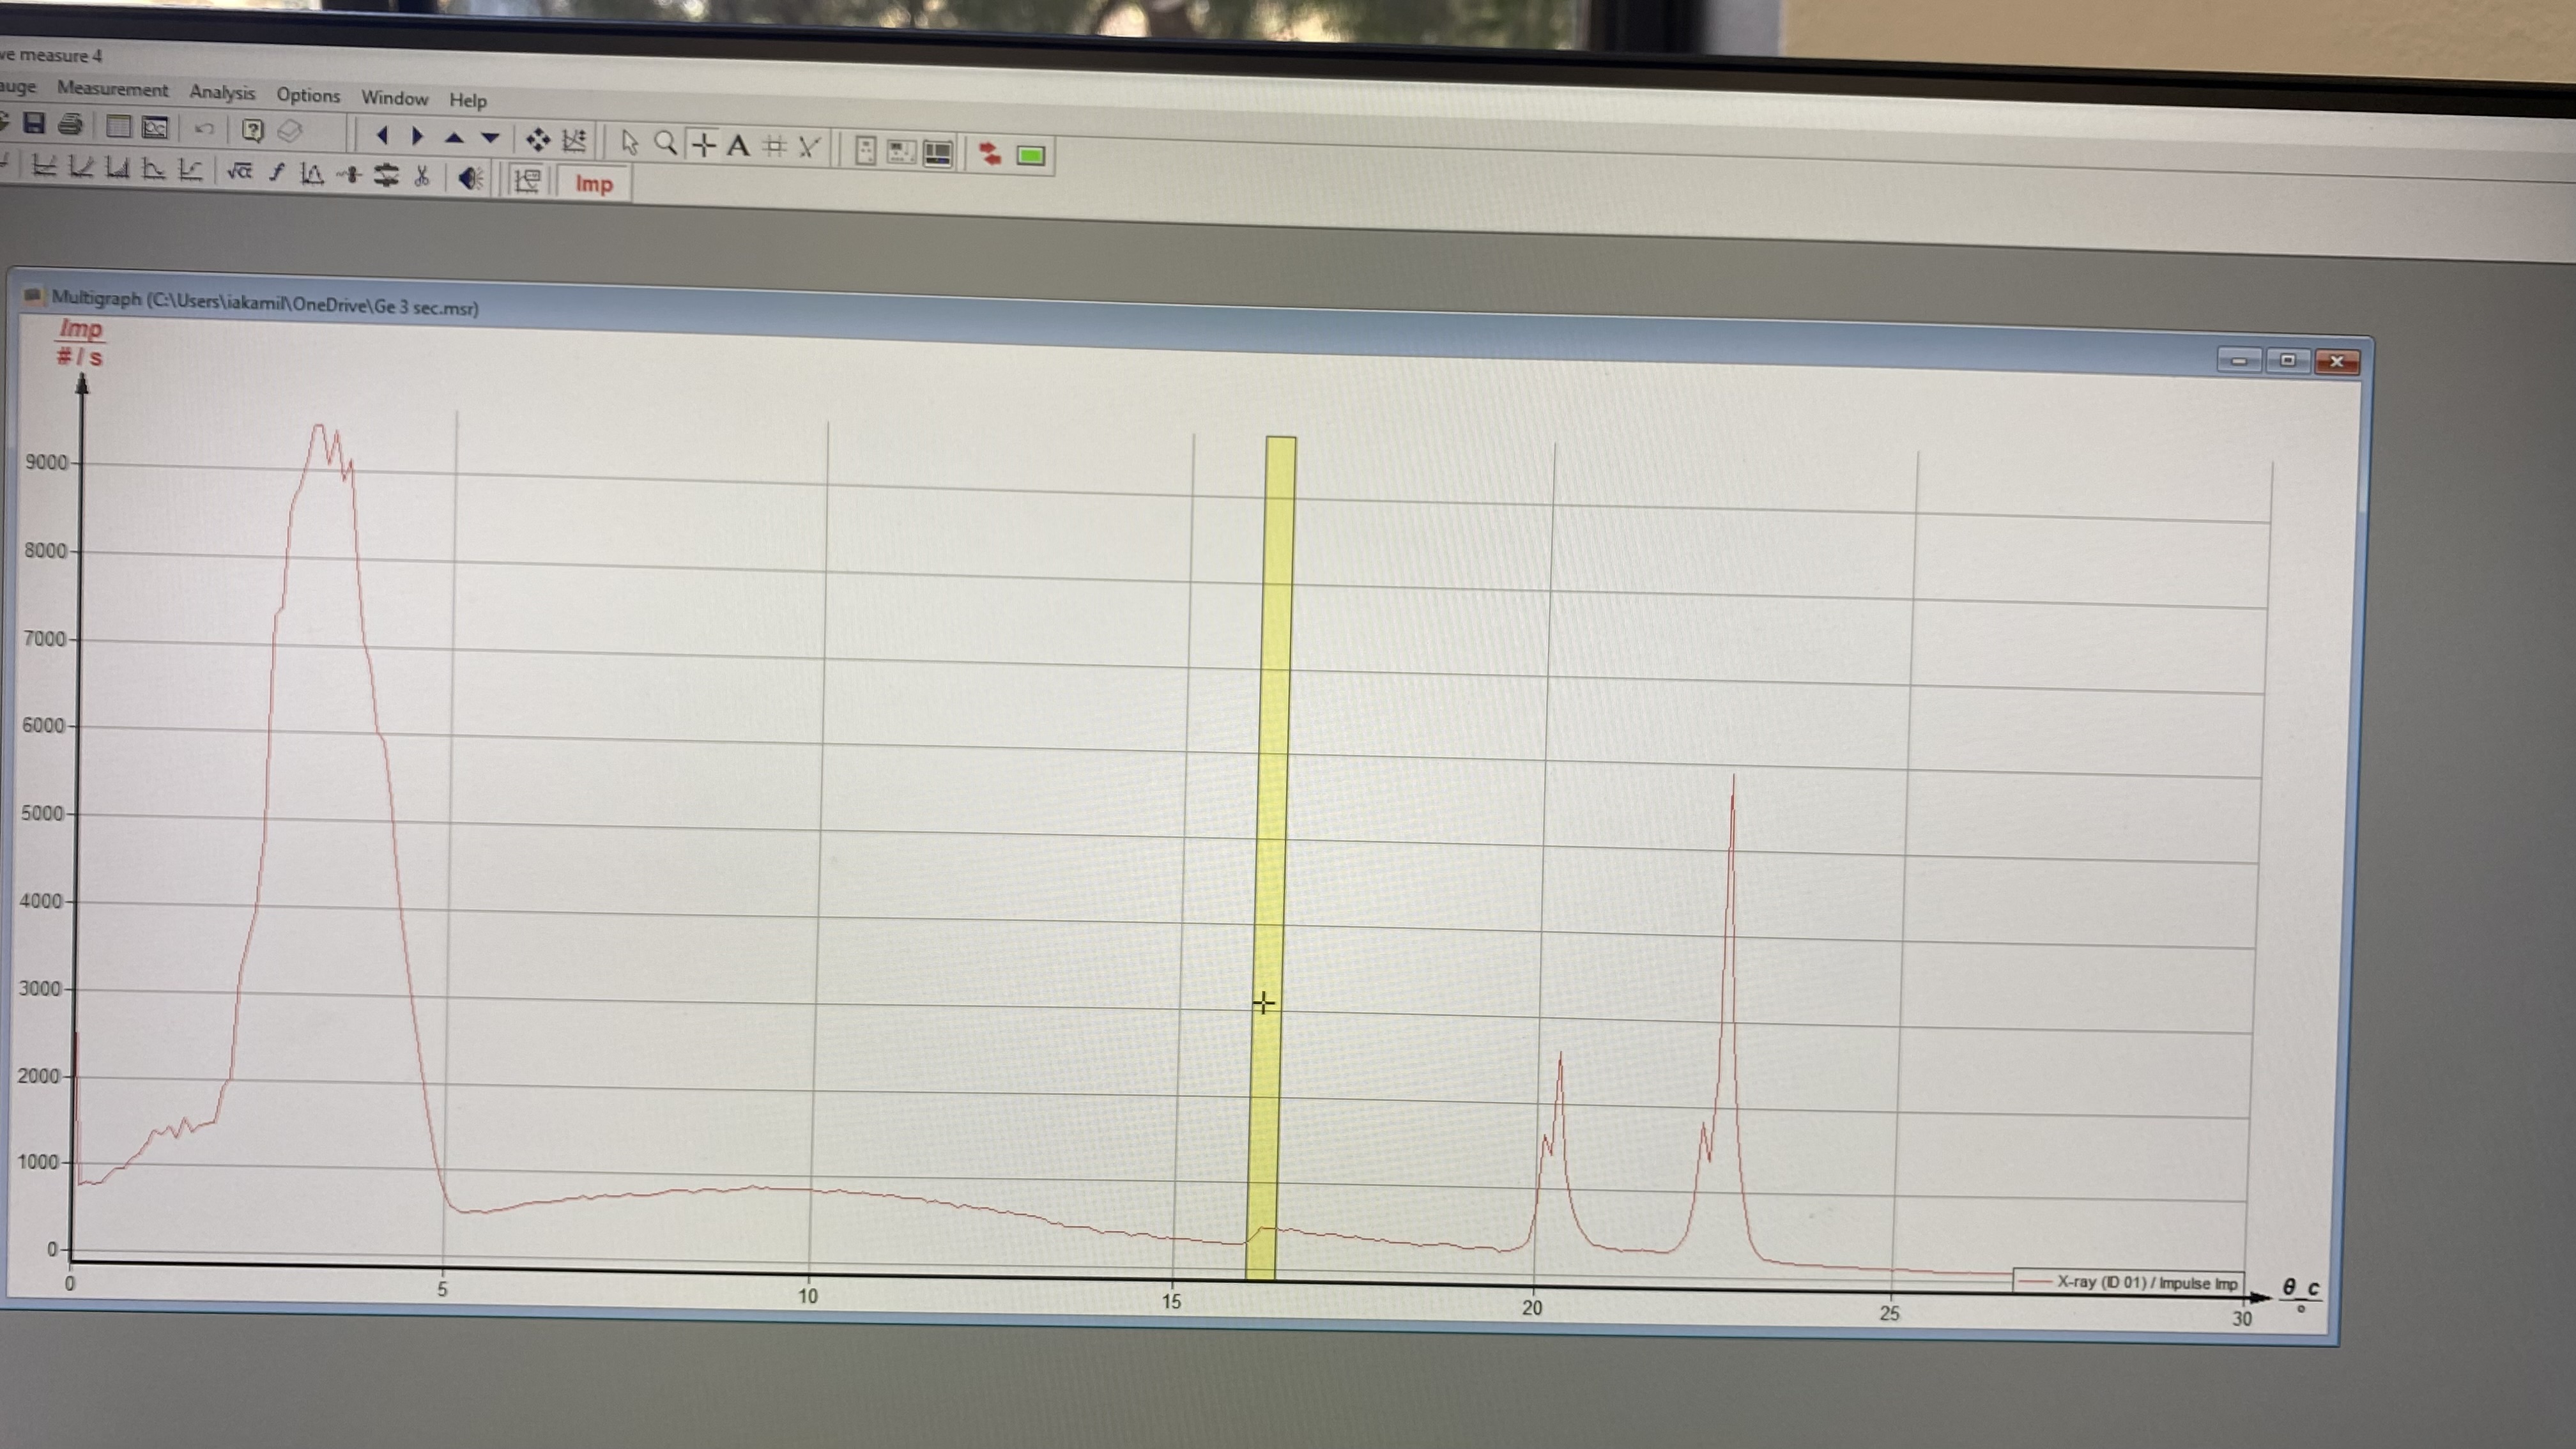 ve measure 4
auge Measurement Analysis Options Window Help
A
Imp
Multigraph (C:\Users\iakamil\OneDrive\Ge 3 sec.msr)
Imp
# / s
9000
8000
7000
6000
5000
4000
3000
2000
1000
0
X-ray (ID 01) / Impulse Imp
θ_c
°
0 5 10 15 20 25 30